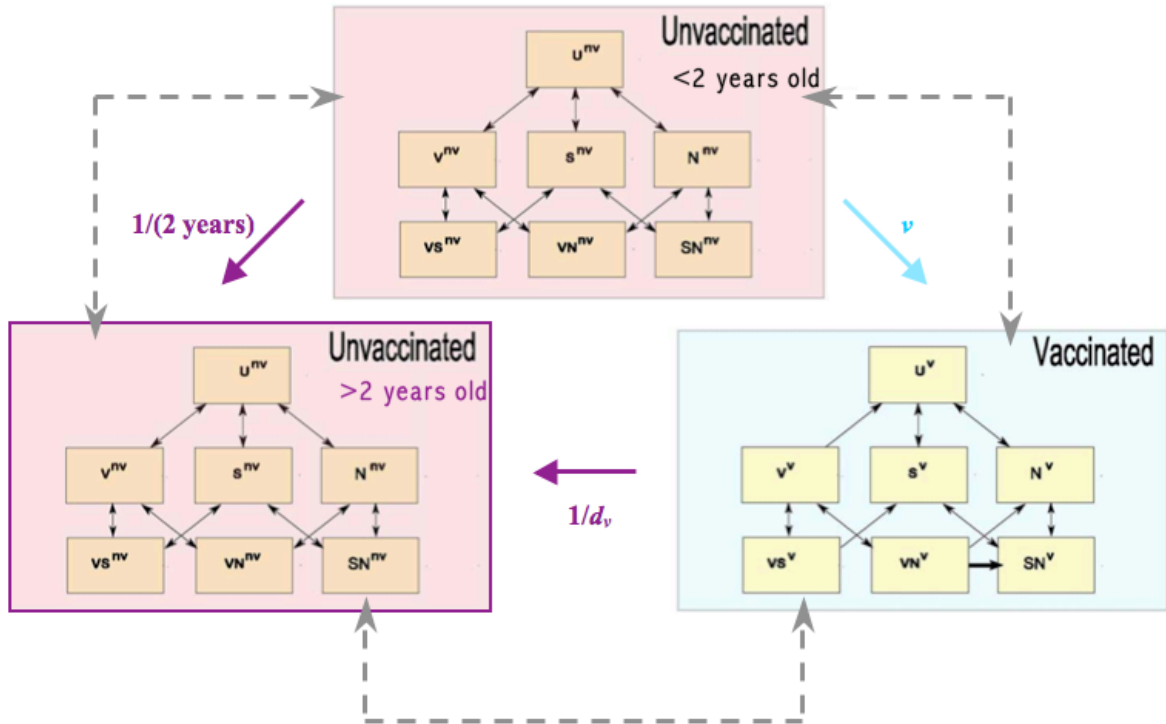 Unvaccinated
<2 years old
U^nv
V^nv S^nv N^nv
VS^nv VN^nv SN^nv
1/(2 years)
v
Unvaccinated
>2 years old
U^nv
V^nv S^nv N^nv
VS^nv VN^nv SN^nv
1/d_v
Vaccinated
U^v
V^v S^v N^v
VS^v VN^v SN^v